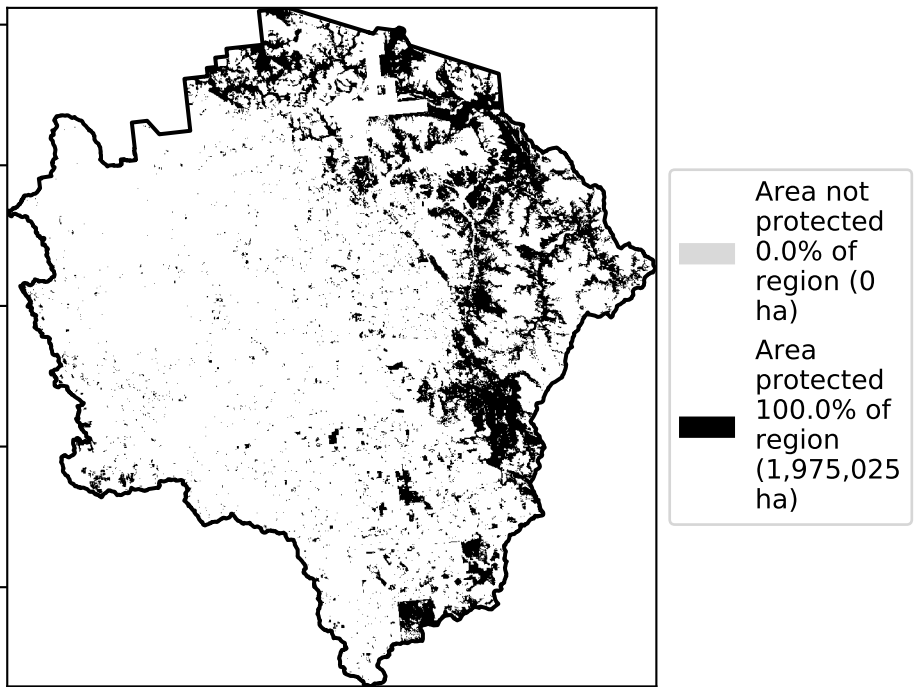 Area not
protected
0.0% of
region (0
ha)
Area
protected
100.0% of
region
(1,975,025
ha)